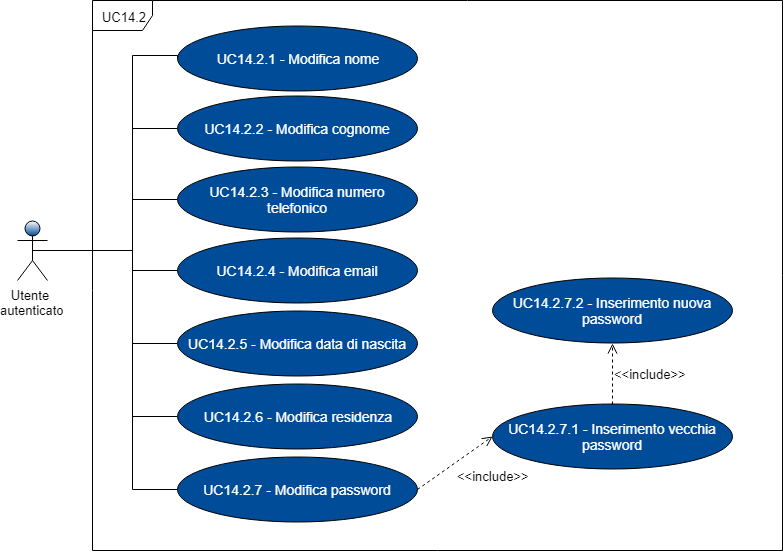 UC14.2
UC14.2.1 - Modifica nome
UC14.2.2 - Modifica cognome
UC14.2.3 - Modifica numero
telefonico
UC14.2.4 - Modifica email
Utente
autenticato
UC14.2.5 - Modifica data di nascita
UC14.2.6 - Modifica residenza
UC14.2.7 - Modifica password
<<include>>
UC14.2.7.1 - Inserimento vecchia
password
<<include>>
UC14.2.7.2 - Inserimento nuova
password